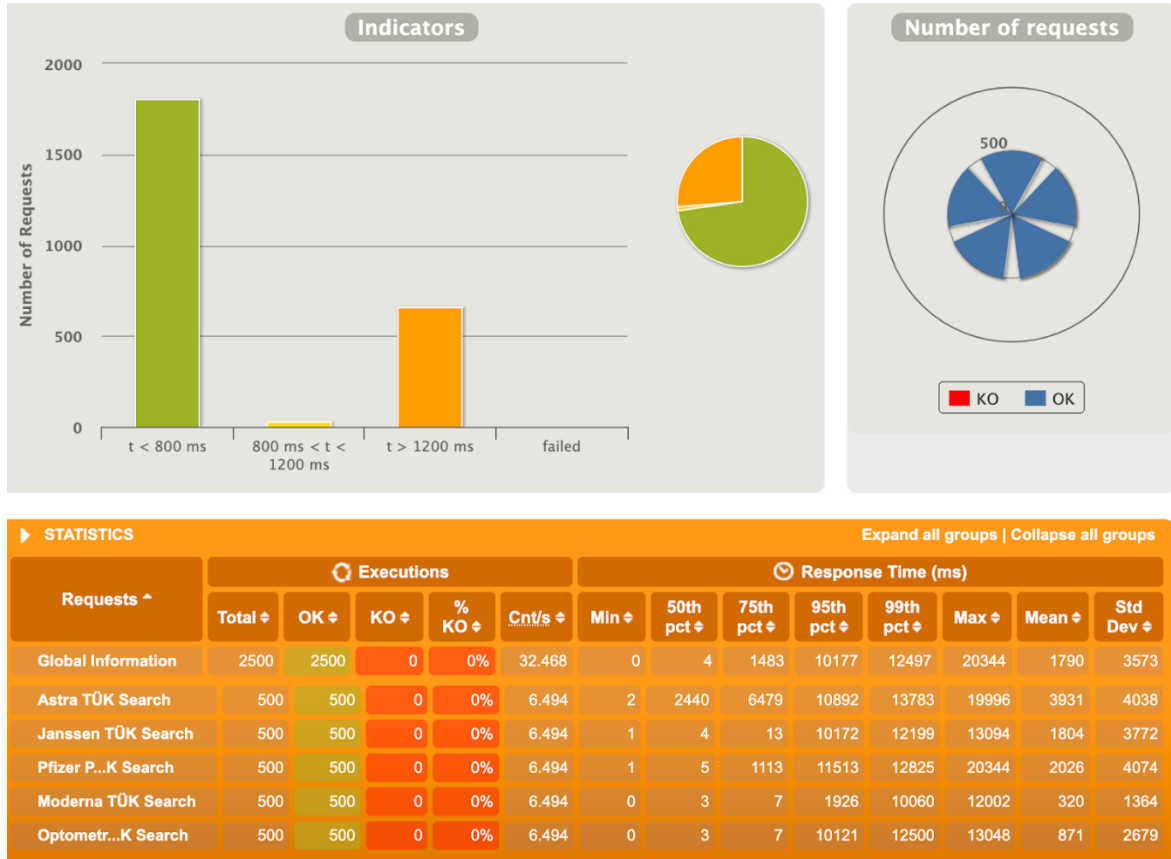 Indicators
2000
1500
1000
500
0
Number of Requests
t < 800 ms
800 ms < t <
1200 ms
t > 1200 ms
failed
Number of requests
500
KO OK
STATISTICS Expand all groups | Collapse all groups
Requests Executions Response Time (ms)
Total OK KO % KO Cnt/s Min 50th pct 75th pct 95th pct 99th pct Max Mean Std Dev
Global Information 2500 2500 0 0% 32.468 0 4 1483 10177 12497 20344 1790 3573
Astra TÜK Search 500 500 0 0% 6.494 2 2440 6479 10892 13783 19996 3931 4038
Janssen TÜK Search 500 500 0 0% 6.494 1 4 13 10172 12199 13094 1804 3772
Pfizer P...K Search 500 500 0 0% 6.494 1 5 1113 11513 12825 20344 2026 4074
Moderna TÜK Search 500 500 0 0% 6.494 0 3 7 1926 10060 12002 320 1364
Optometr...K Search 500 500 0 0% 6.494 0 3 7 10121 12500 13048 871 2679